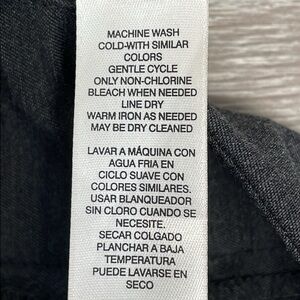 MACHINE WASH
COLD-WITH SIMILAR
COLORS
GENTLE CYCLE
ONLY NON-CHLORINE
BLEACH WHEN NEEDED
LINE DRY
WARM IRON AS NEEDED
MAY BE DRY CLEANED
LAVAR A MÁQUINA CON
AGUA FRIA EN
CICLO SUAVE CON
COLORES SIMILARES.
USAR BLANQUEADOR
SIN CLORO CUANDO SE
NECESITE.
SECAR COLGADO
PLANCHAR A BAJA
TEMPERATURA
PUEDE LAVARSE EN
SECO